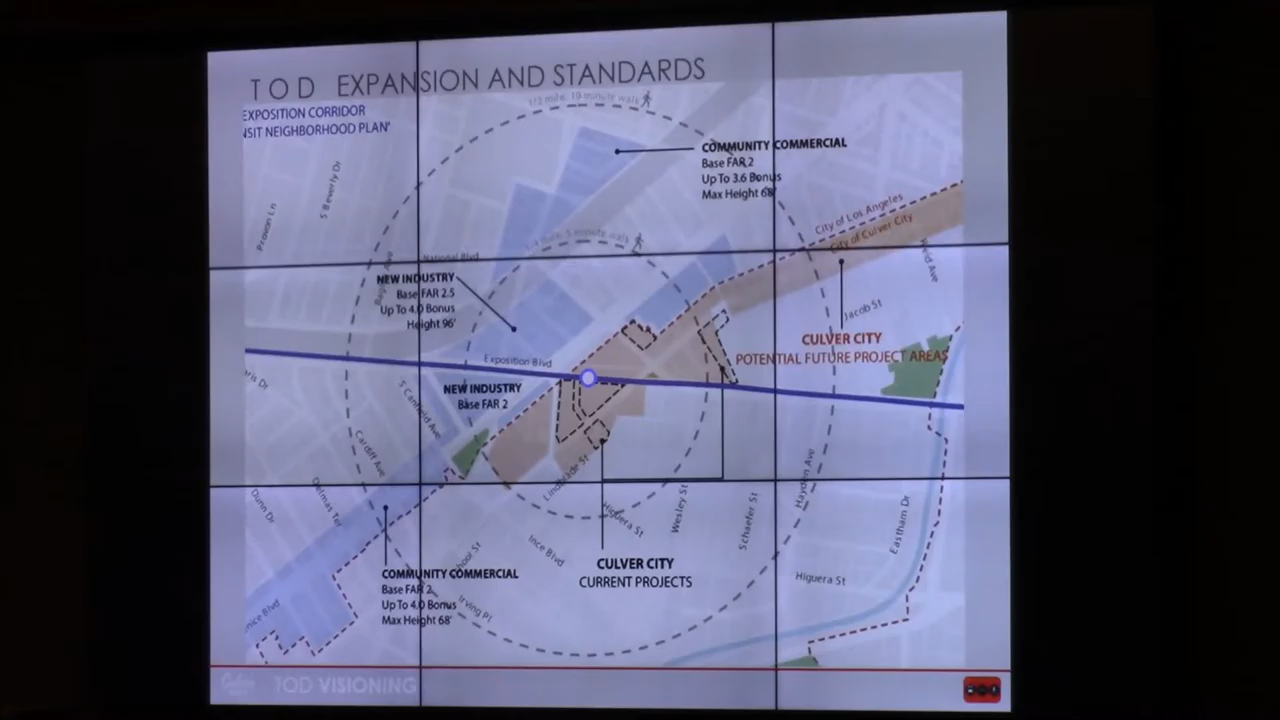 TOD EXPANSION AND STANDARDS
EXPOSITION CORRIDOR
NSIT NEIGHBORHOOD PLAN'
1/2 mile, 10 minute walk
COMMUNITY COMMERCIAL
Base FAR 2
Up To 3.6 Bonus
Max Height 68'
S Beverly Dr
Provon Ln
City of Los Angeles
City of Culver City
1/4 mile, 5 minute walk
National Blvd
NEW INDUSTRY
Base FAR 2.5
Up To 4.0 Bonus
Height 96'
Jacob St
CULVER CITY
POTENTIAL FUTURE PROJECT AREAS
Exposition Blvd
NEW INDUSTRY
Base FAR 2
S Canfield Ave
Cardiff Ave
Delmas Ter
Dunn Dr
Lindblade St
Higuera St
Wesley St
Schaefer St
Hayden Ave
Eastham Dr
Ince Blvd
CULVER CITY
CURRENT PROJECTS
Higuera St
COMMUNITY COMMERCIAL
Base FAR 2
Up To 4.0 Bonus
Max Height 68'
Irving Pl
TOD VISIONING